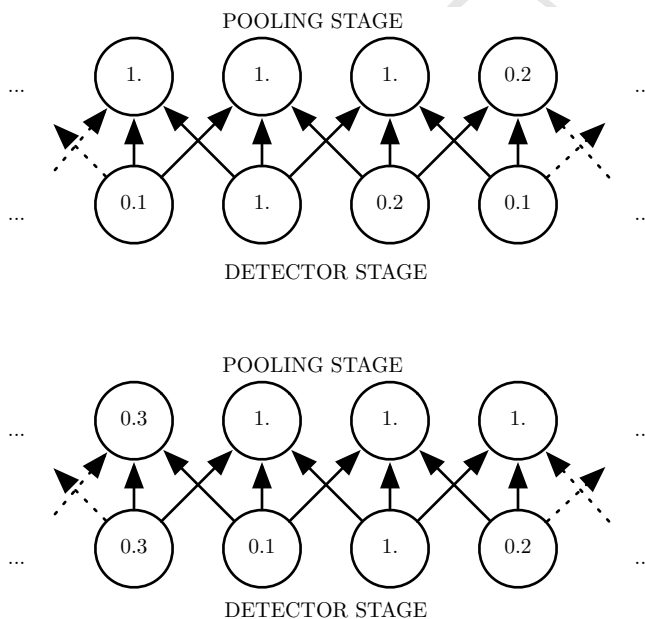 POOLING STAGE
... 1. 1. 1. 0.2 ..
... 0.1 1. 0.2 0.1 ..
DETECTOR STAGE
POOLING STAGE
... 0.3 1. 1. 1. ..
... 0.3 0.1 1. 0.2 ..
DETECTOR STAGE